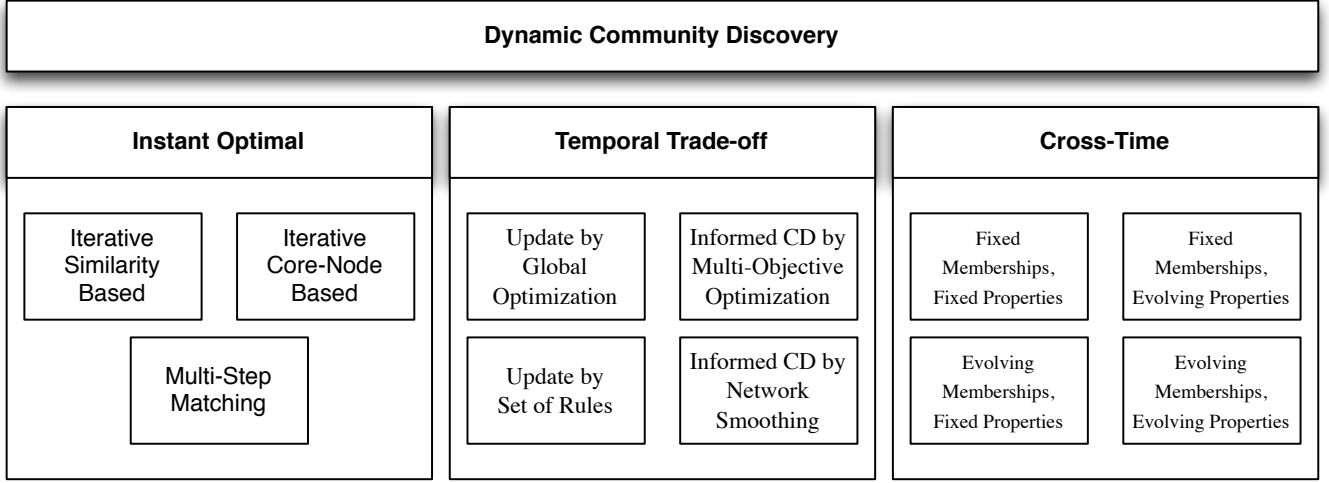 Dynamic Community Discovery
Instant Optimal
Iterative
Similarity
Based
Iterative
Core-Node
Based
Multi-Step
Matching
Temporal Trade-off
Update by
Global
Optimization
Informed CD by
Multi-Objective
Optimization
Update by
Set of Rules
Informed CD by
Network
Smoothing
Cross-Time
Fixed
Memberships,
Fixed Properties
Fixed
Memberships,
Evolving Properties
Evolving
Memberships,
Fixed Properties
Evolving
Memberships,
Evolving Properties